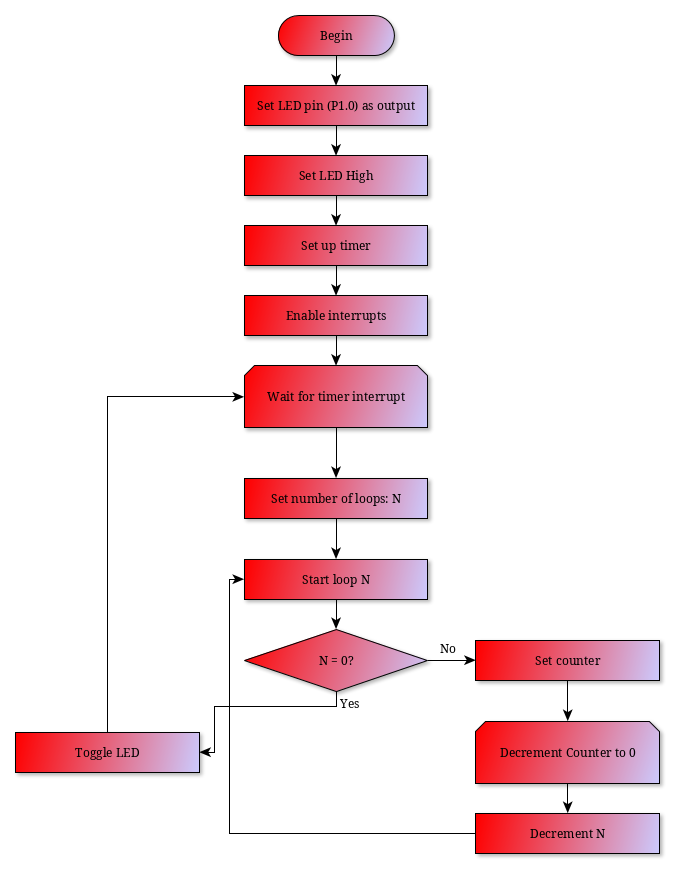 Begin
Set LED pin (P1.0) as output
Set LED High
Set up timer
Enable interrupts
Wait for timer interrupt
Set number of loops: N
Start loop N
N = 0?
No
Set counter
Yes
Toggle LED
Decrement Counter to 0
Decrement N